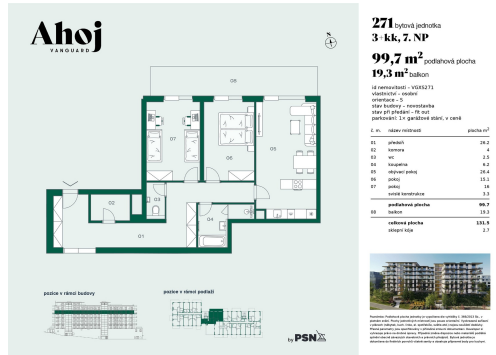 Ahoj
VANGUARD
271 bytová jednotka
3+kk, 7. NP
99,7 m² podlahová plocha
19,3 m² balkon
id nemovitosti – VGXS271
vlastnictví – osobní
orientace – S
stav budovy – novostavba
stav při předání – fit out
parkování: 1× garážové stání, v ceně
č. m. název místnosti plocha m²
01 předsíň 26.2
02 komora 4
03 wc 2.5
04 koupelna 6.2
05 obývací pokoj 26.4
06 pokoj 15.1
07 pokoj 16
svislé konstrukce 3.3
podlahová plocha 99.7
08 balkon 19.3
celková plocha 131.5
sklepní kóje 2.7
08
07
06
05
03
02
04
01
pozice v rámci budovy
pozice v rámci podlaží
by PSN